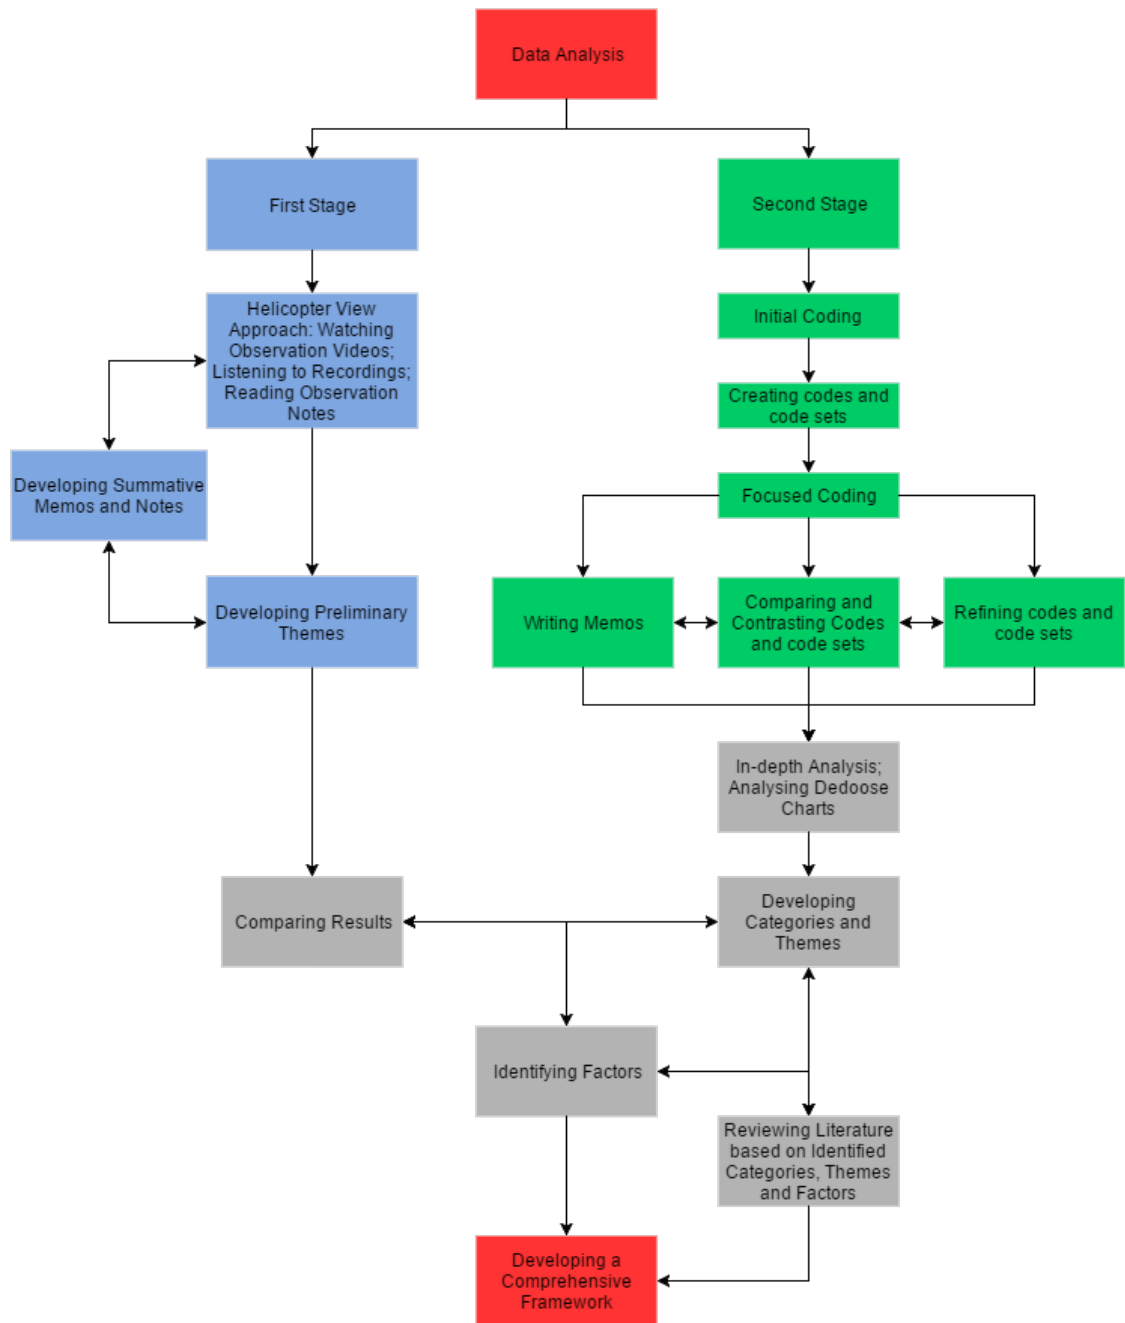 Data Analysis
First Stage
Second Stage
Helicopter View
Approach: Watching
Observation Videos;
Listening to Recordings;
Reading Observation
Notes
Initial Coding
Creating codes and
code sets
Developing Summative
Memos and Notes
Focused Coding
Developing Preliminary
Themes
Writing Memos
Comparing and
Contrasting Codes
and code sets
Refining codes and
code sets
In-depth Analysis;
Analysing Dedoose
Charts
Comparing Results
Developing
Categories and
Themes
Identifying Factors
Reviewing Literature
based on Identified
Categories, Themes
and Factors
Developing a
Comprehensive
Framework